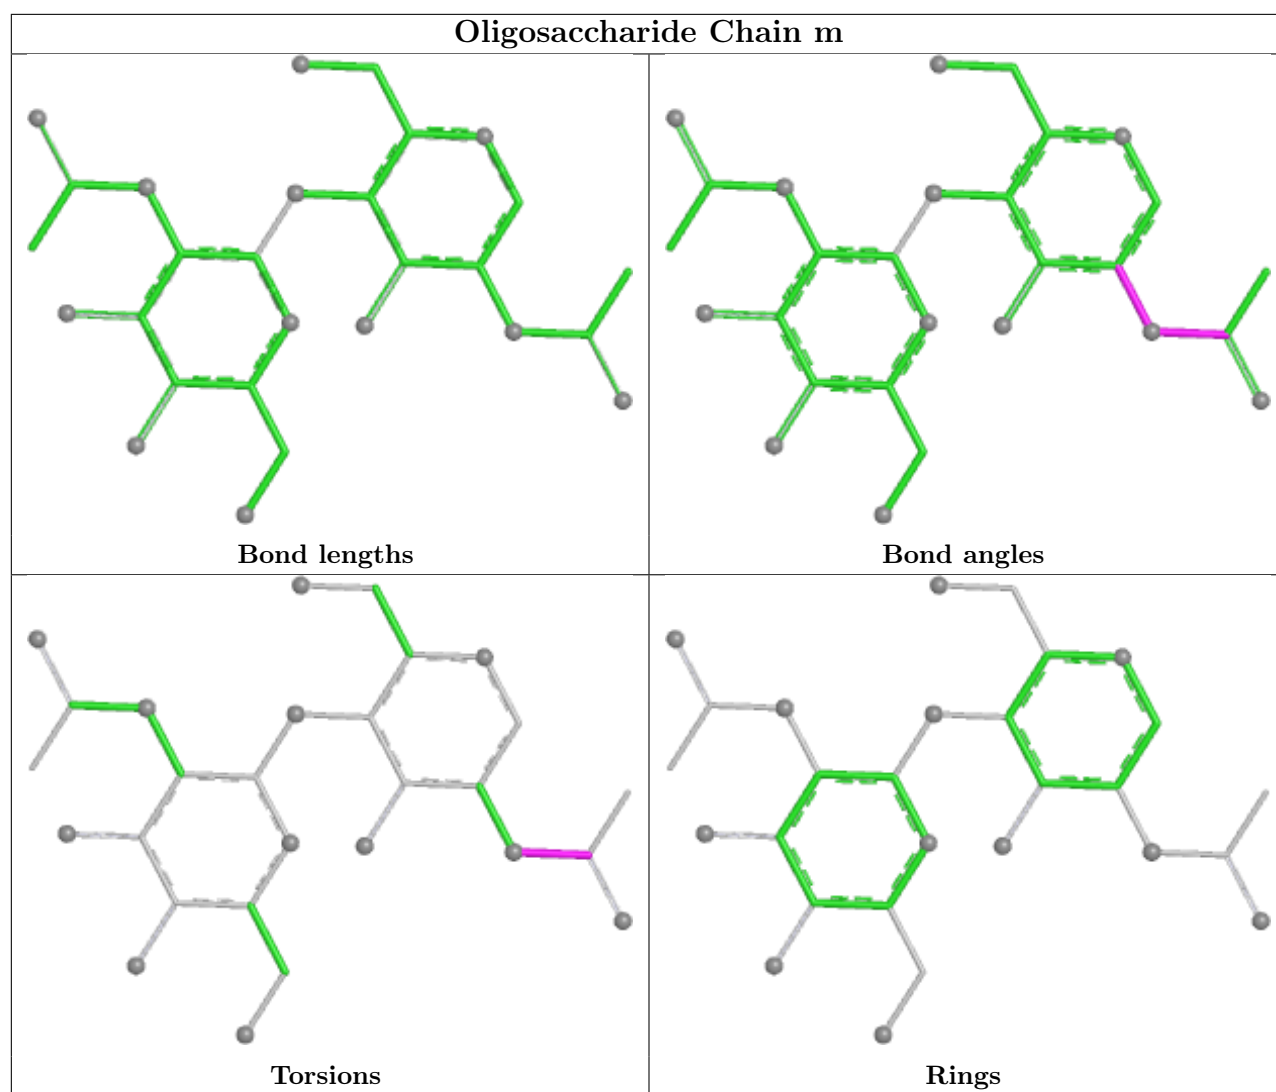 Oligosaccharide Chain m
Bond lengths
Bond angles
Torsions
Rings